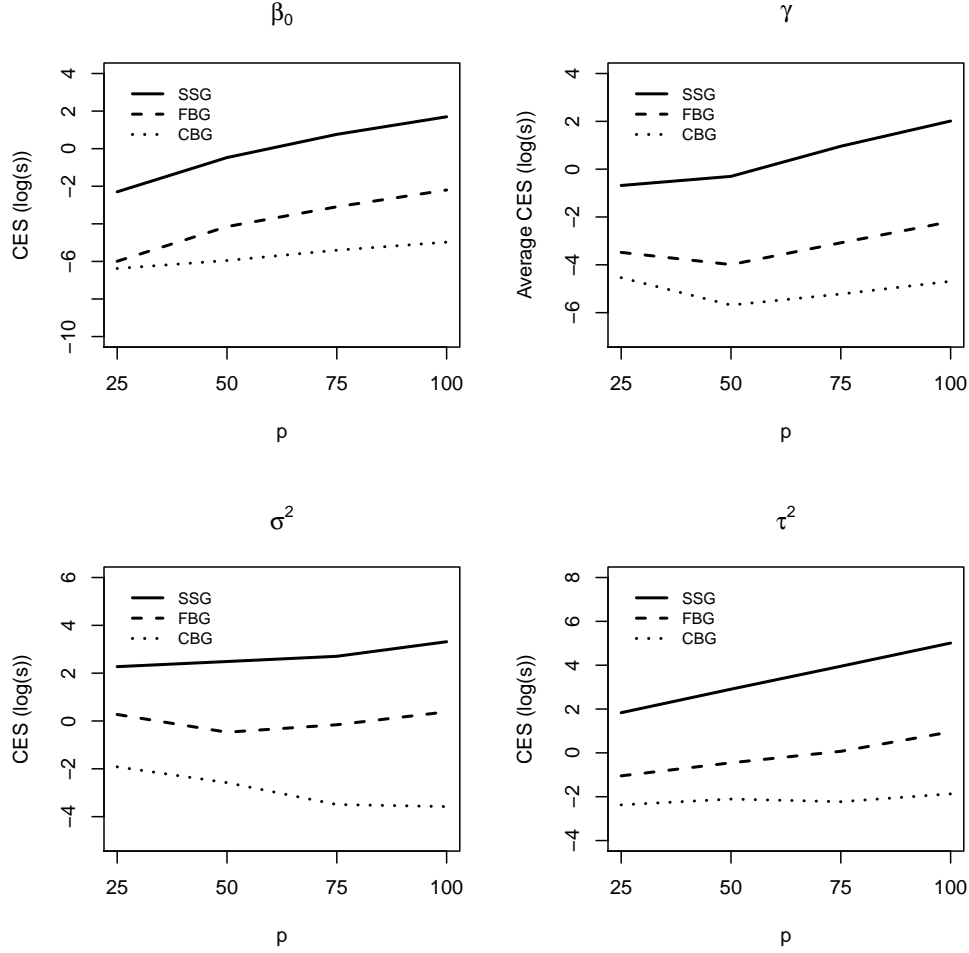 β0
CES (log(s))
4
2
0
−2
−6
−10
SSG
FBG
CBG
25 50 75 100
p
γ
Average CES (log(s))
4
2
0
−2
−4
−6
SSG
FBG
CBG
25 50 75 100
p
σ2
CES (log(s))
6
4
2
0
−2
−4
SSG
FBG
CBG
25 50 75 100
p
τ2
CES (log(s))
8
6
4
2
0
−2
−4
SSG
FBG
CBG
25 50 75 100
p